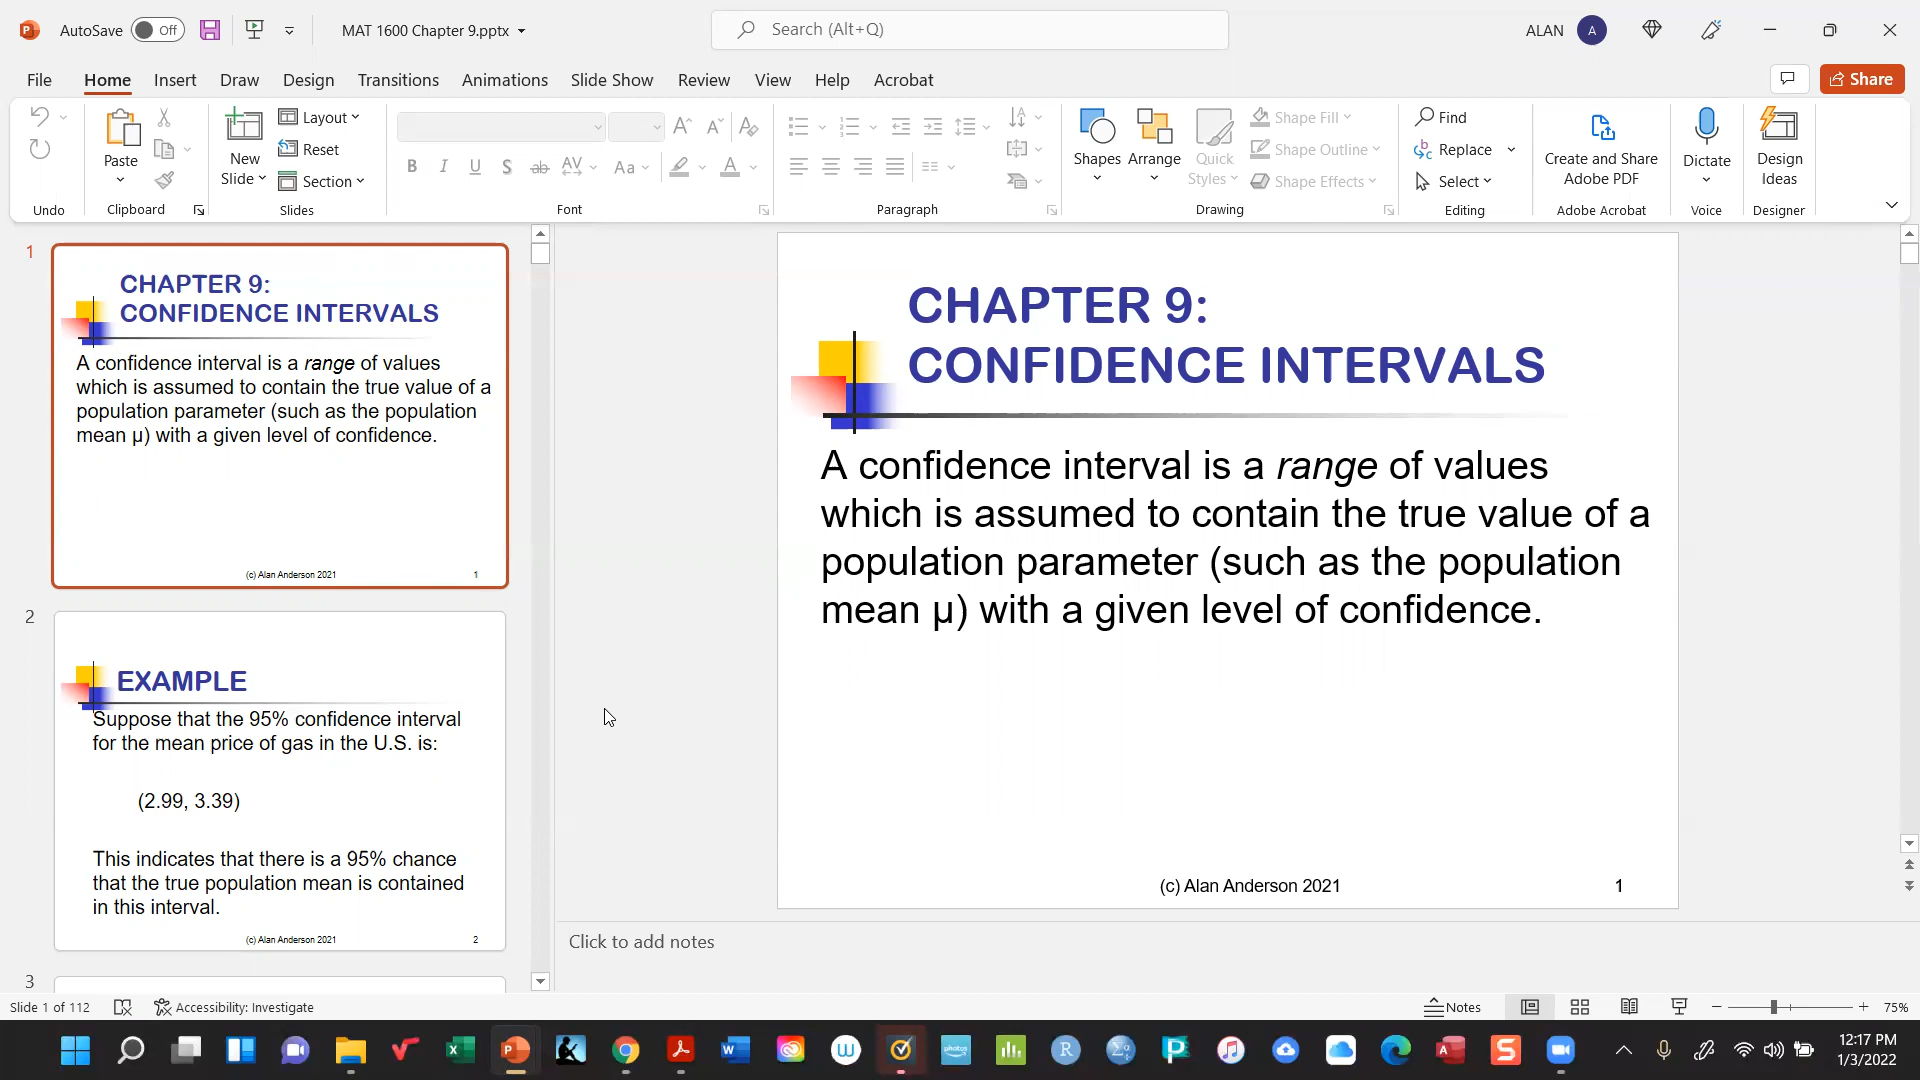 AutoSave Off MAT 1600 Chapter 9.pptx Search (Alt+Q) ALAN A
File Home Insert Draw Design Transitions Animations Slide Show Review View Help Acrobat Share
Paste
New
Slide
Layout
Reset
Section
B I U S ab AV Aa A
Shapes
Arrange
Quick
Styles
Shape Fill
Shape Outline
Shape Effects
Find
Replace
Select
Create and Share
Adobe PDF
Dictate
Design
Ideas
Undo Clipboard Slides Font Paragraph Drawing Editing Adobe Acrobat Voice Designer
1
CHAPTER 9:
CONFIDENCE INTERVALS
A confidence interval is a range of values
which is assumed to contain the true value of a
population parameter (such as the population
mean μ) with a given level of confidence.
(c) Alan Anderson 2021 1
2
EXAMPLE
Suppose that the 95% confidence interval
for the mean price of gas in the U.S. is:
(2.99, 3.39)
This indicates that there is a 95% chance
that the true population mean is contained
in this interval.
(c) Alan Anderson 2021 2
3
CHAPTER 9:
CONFIDENCE INTERVALS
A confidence interval is a range of values
which is assumed to contain the true value of a
population parameter (such as the population
mean μ) with a given level of confidence.
(c) Alan Anderson 2021 1
Click to add notes
Slide 1 of 112 Accessibility: Investigate Notes 75%
12:17 PM
1/3/2022